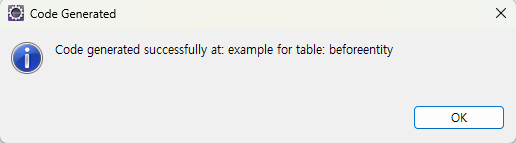 Code Generated
Code generated successfully at: example for table: beforeentity
OK